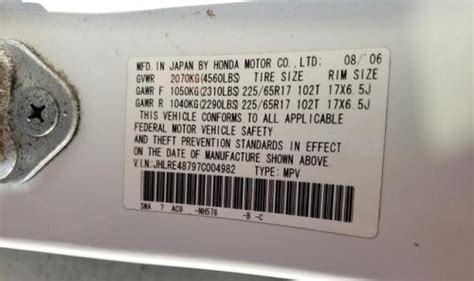 MFD. IN JAPAN BY HONDA MOTOR CO., LTD. 08/'06
GVWR 2070KG(4560LBS) TIRE SIZE RIM SIZE
GAWR F 1050KG(2310LBS) 225/65R17 102T 17X6.5J
GAWR R 1040KG(2290LBS) 225/65R17 102T 17X6.5J
THIS VEHICLE CONFORMS TO ALL APPLICABLE
FEDERAL MOTOR VEHICLE SAFETY
AND THEFT PREVENTION STANDARDS IN EFFECT
ON THE DATE OF MANUFACTURE SHOWN ABOVE.
V.I.N:JHLRE48797C004982 TYPE: MPV
SWA 7 AC9 -NH578 -B -C